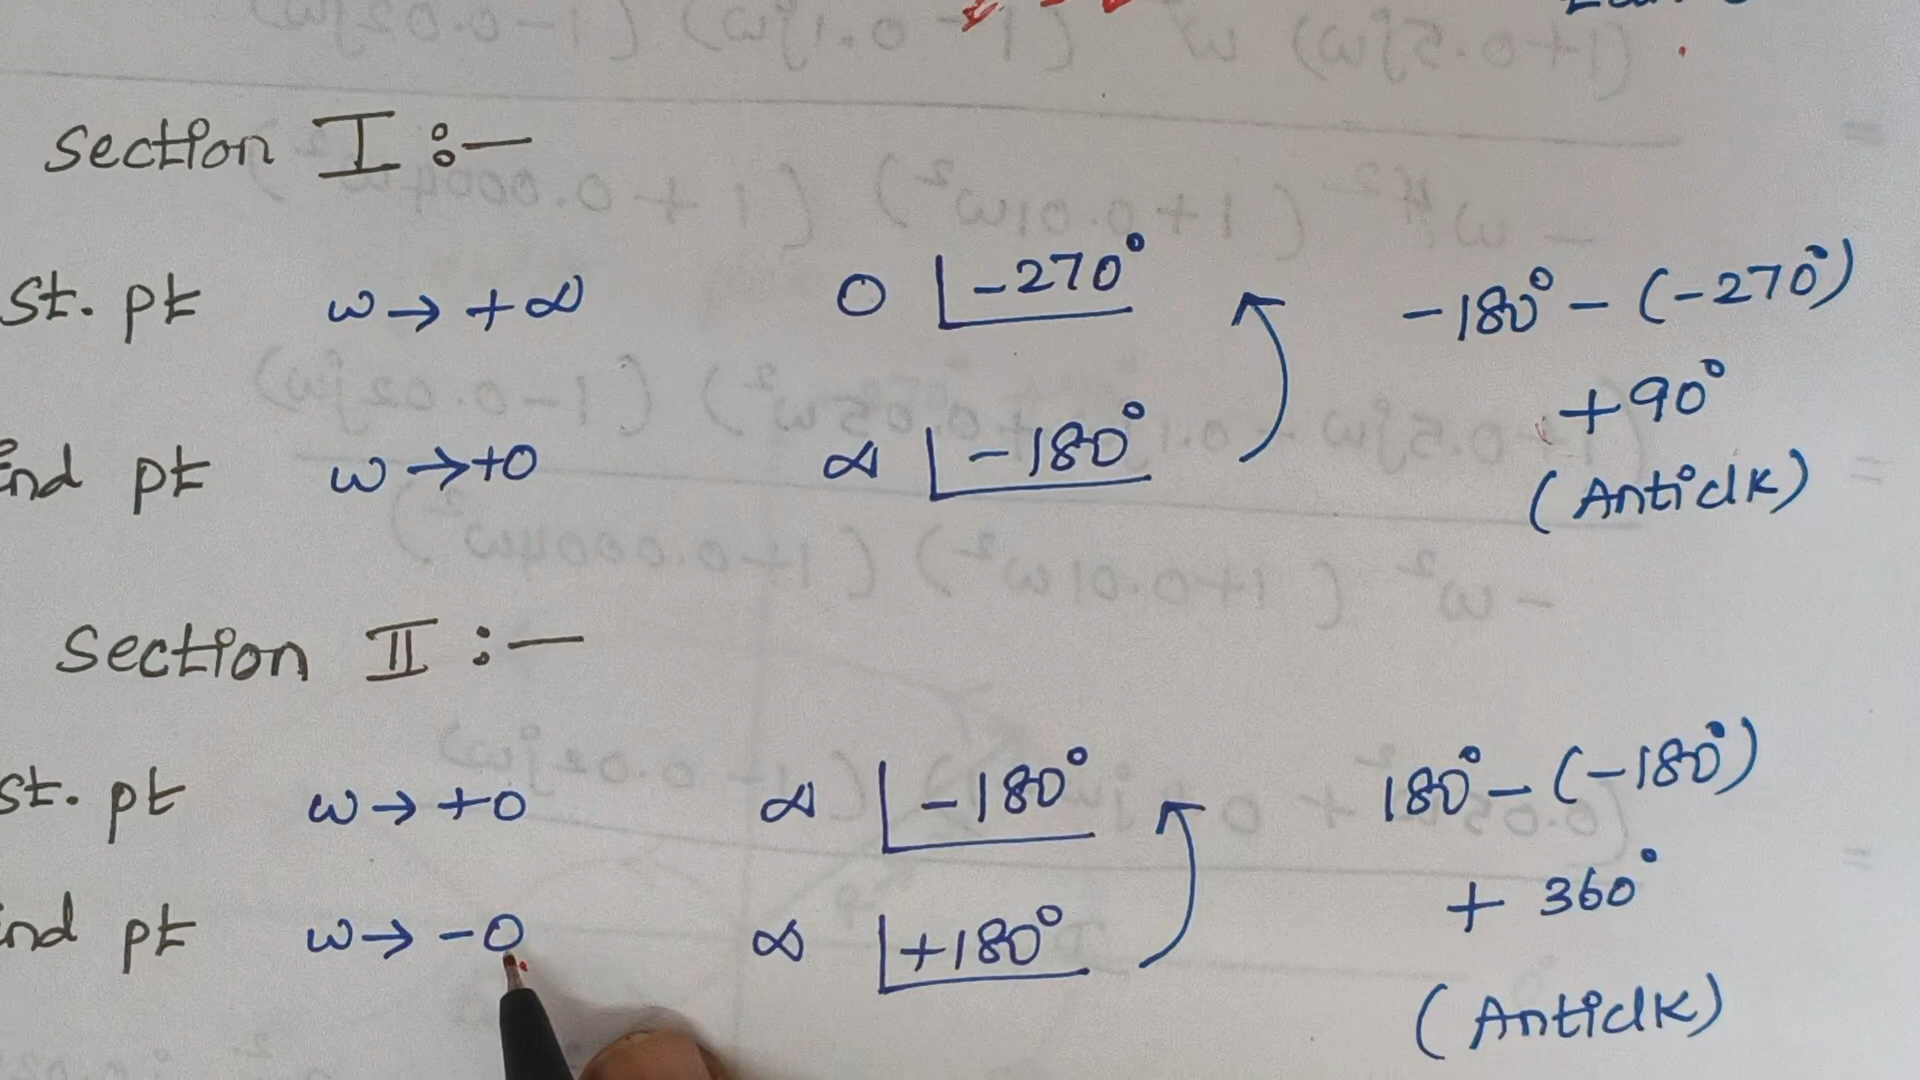 Section I :-
St. pt ω → +∞ 0 ∠-270° -180° - (-270°)
+90°
End pt ω → +0 ∞ ∠-180° (Anticlk)
Section II :-
St. pt ω → +0 ∞ ∠-180° 180° - (-180°)
+ 360°
End pt ω → -0 ∞ ∠+180°
(Anticlk)